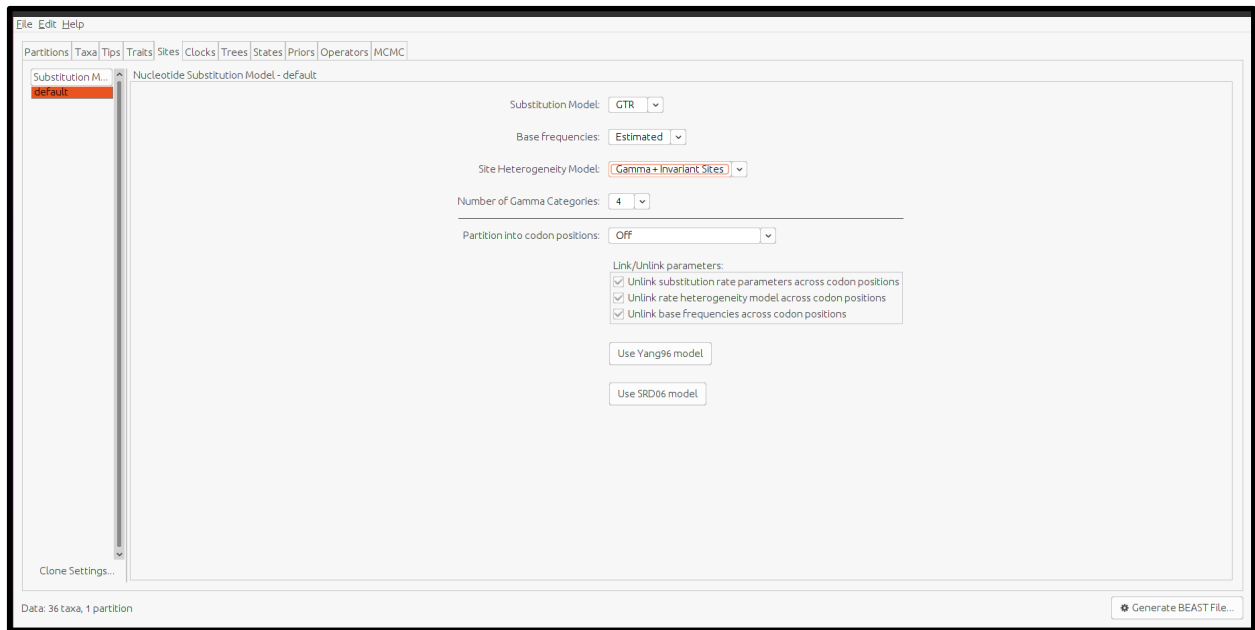 File Edit Help
Partitions Taxa Tips Traits Sites Clocks Trees States Priors Operators MCMC
Substitution M...
default
Nucleotide Substitution Model - default
Substitution Model: GTR
Base frequencies: Estimated
Site Heterogeneity Model: Gamma + Invariant Sites
Number of Gamma Categories: 4
Partition into codon positions: Off
Link/Unlink parameters:
Unlink substitution rate parameters across codon positions
Unlink rate heterogeneity model across codon positions
Unlink base frequencies across codon positions
Use Yang96 model
Use SRD06 model
Clone Settings...
Data: 36 taxa, 1 partition
Generate BEAST File...